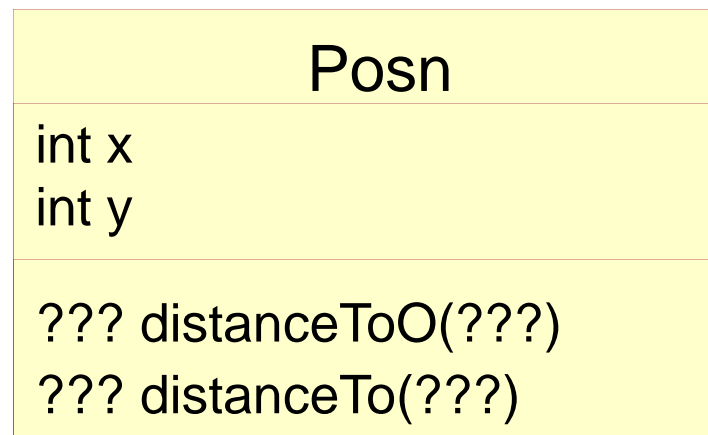 Posn
int x
int y
??? distanceToO(???)
??? distanceTo(???)